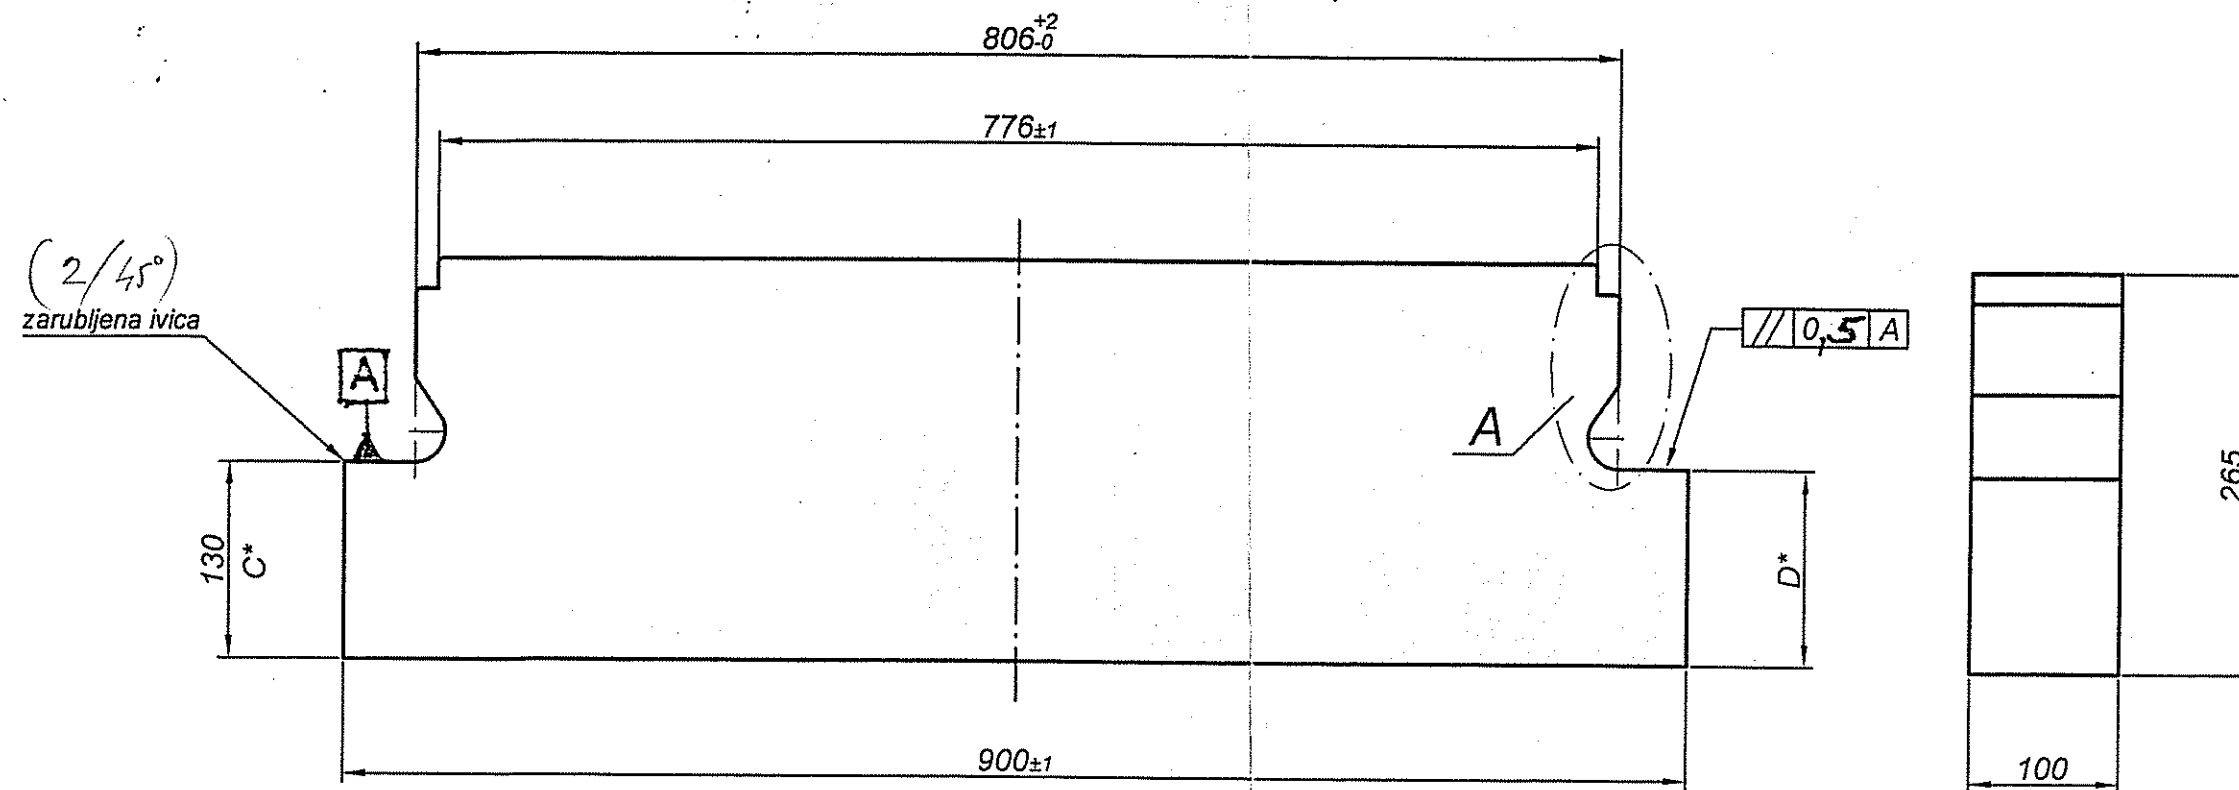 806 +2 -0
776±1
(2/45°)
zarubljena ivica
A
// 0,5 A
A
130
C*
D*
265
900±1
100